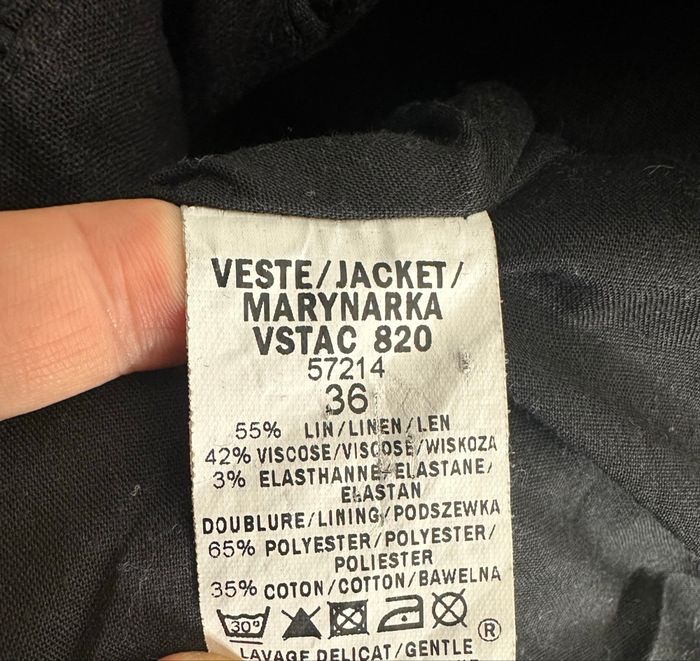 VESTE/JACKET/
MARYNARKA
VSTAC 820
57214
36
55% LIN/LINEN/LEN
42% VISCOSE/VISCOSE/WISKOZA
3% ELASTHANNE-ELASTANE/
ELASTAN
DOUBLURE/LINING/PODSZEWKA
65% POLYESTER/POLYESTER/
POLIESTER
35% COTON/COTTON/BAWELNA
30° ®
LAVAGE DELICAT/GENTLE